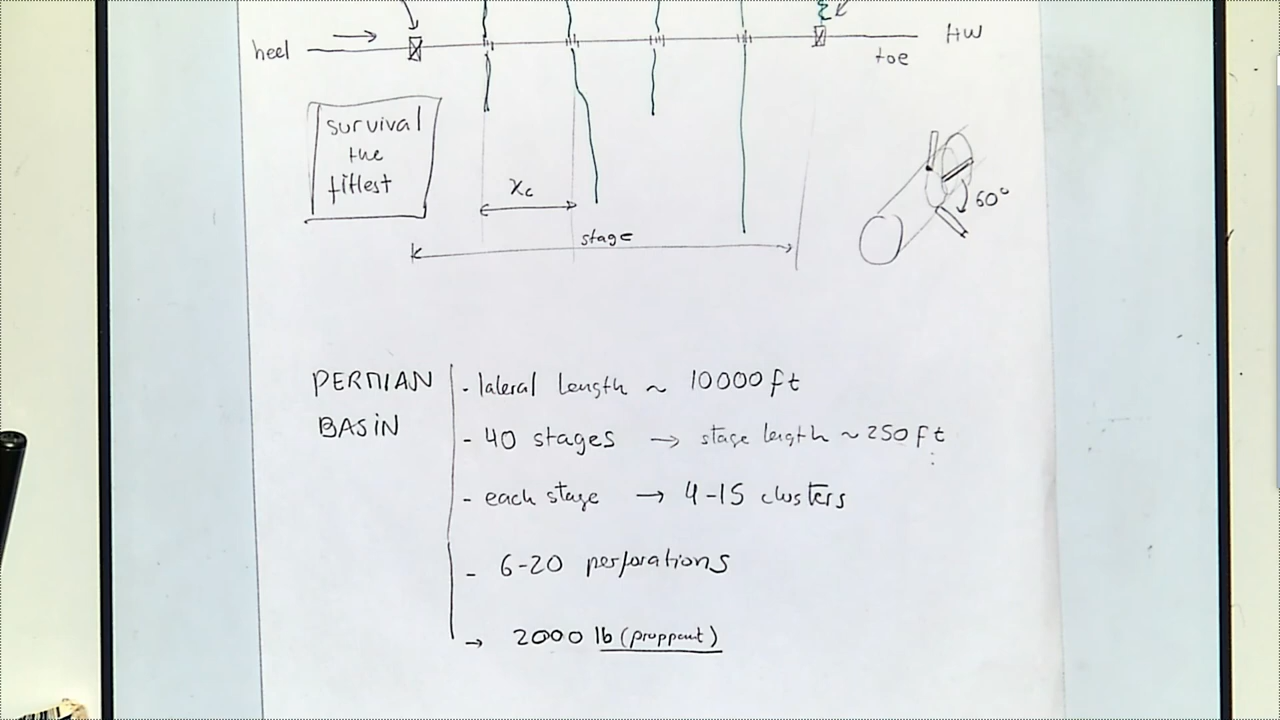 heel
HW
toe
survival
the
fittest
Xc
stage
60°
PERMIAN
BASIN
- lateral length ~ 10000 ft
- 40 stages → stage length ~ 250 ft
- each stage → 4-15 clusters
- 6-20 perforations
→ 2000 lb (proppant)